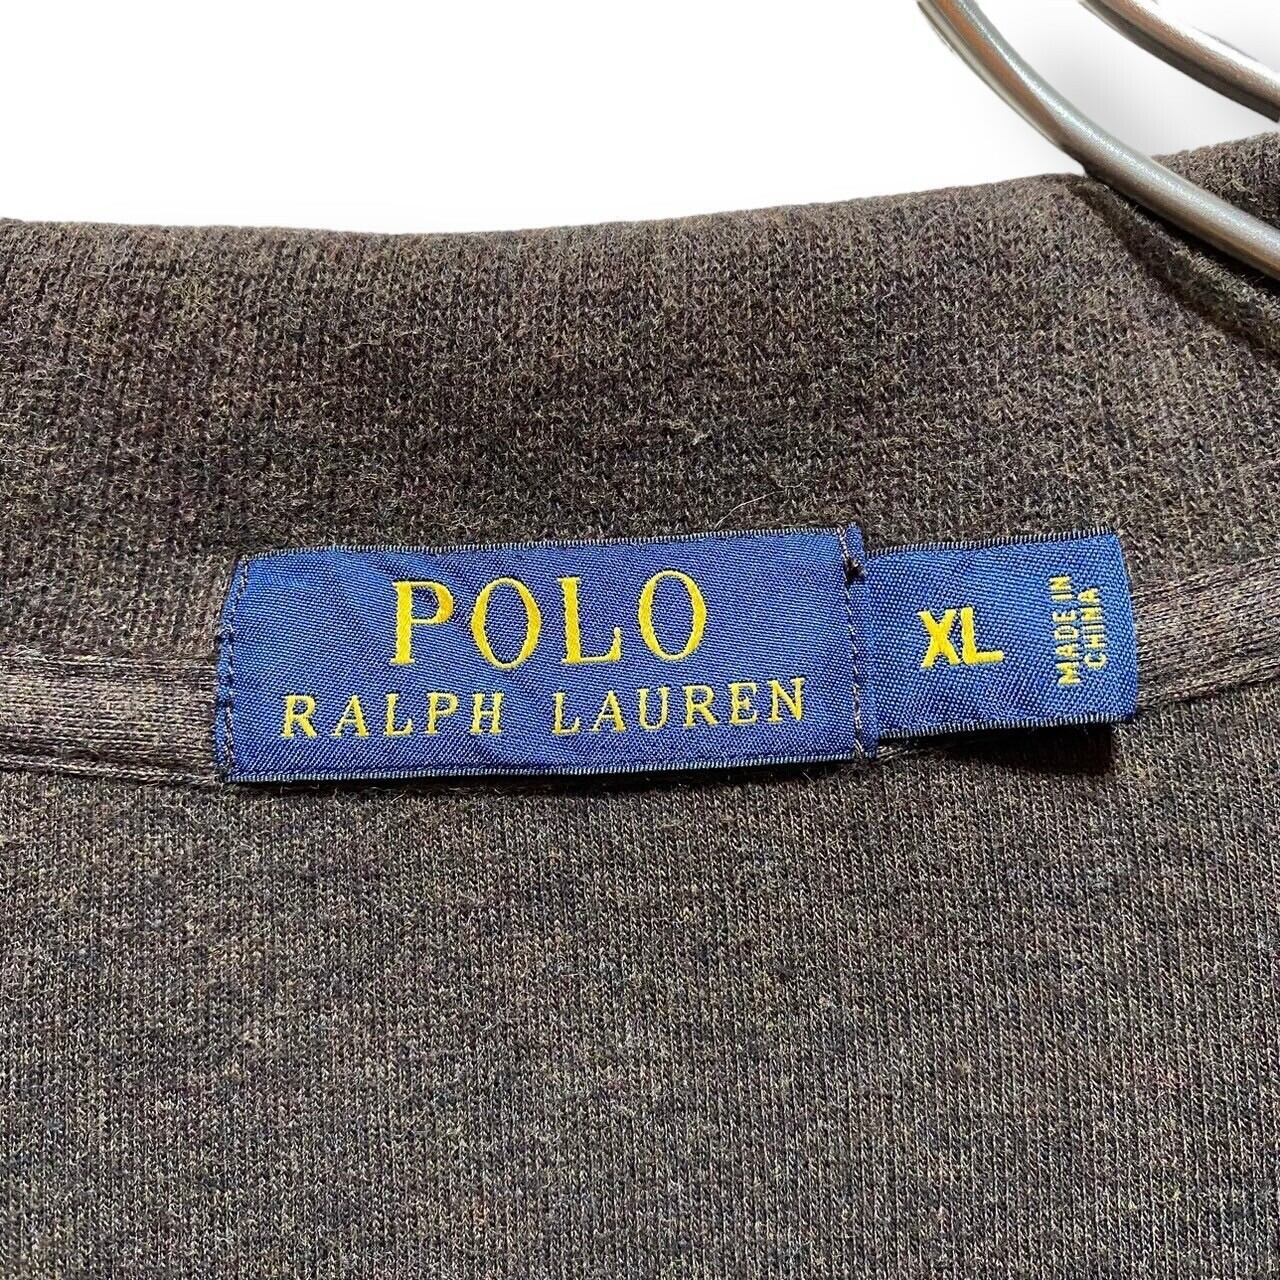 POLO
RALPH LAUREN
XL
MADE IN
CHINA